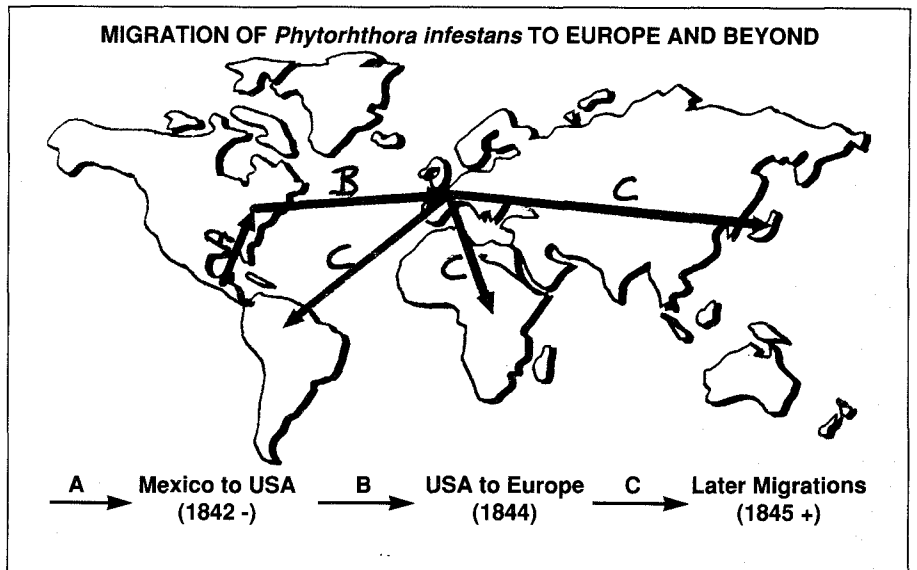 MIGRATION OF Phytorhthora infestans TO EUROPE AND BEYOND
B
C
A
C
C
A Mexico to USA B USA to Europe C Later Migrations
(1842 -) (1844) (1845 +)